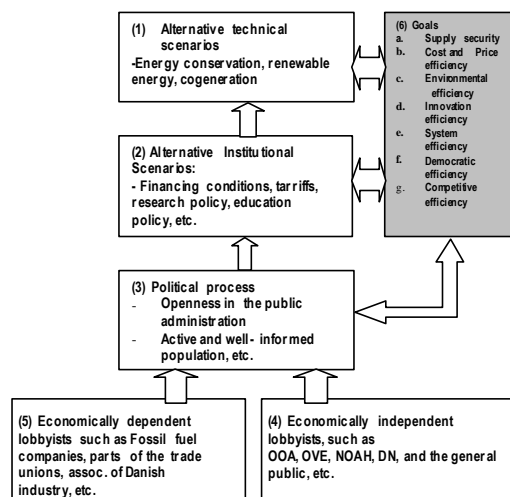 (1) Alternative technical
scenarios
-Energy conservation, renewable
energy, cogeneration
(6) Goals
a. Supply security
b. Cost and Price
efficiency
c. Environmental
efficiency
d. Innovation
efficiency
e. System
efficiency
f. Democratic
efficiency
g. Competitive
efficiency
(2) Alternative Institutional
Scenarios:
- Financing conditions, tarriffs,
research policy, education
policy, etc.
(3) Political process
- Openness in the public
administration
- Active and well- informed
population, etc.
(5) Economically dependent
lobbyists such as Fossil fuel
companies, parts of the trade
unions, assoc. of Danish
industry, etc.
(4) Economically independent
lobbyists, such as
OOA, OVE, NOAH, DN, and the general
public, etc.